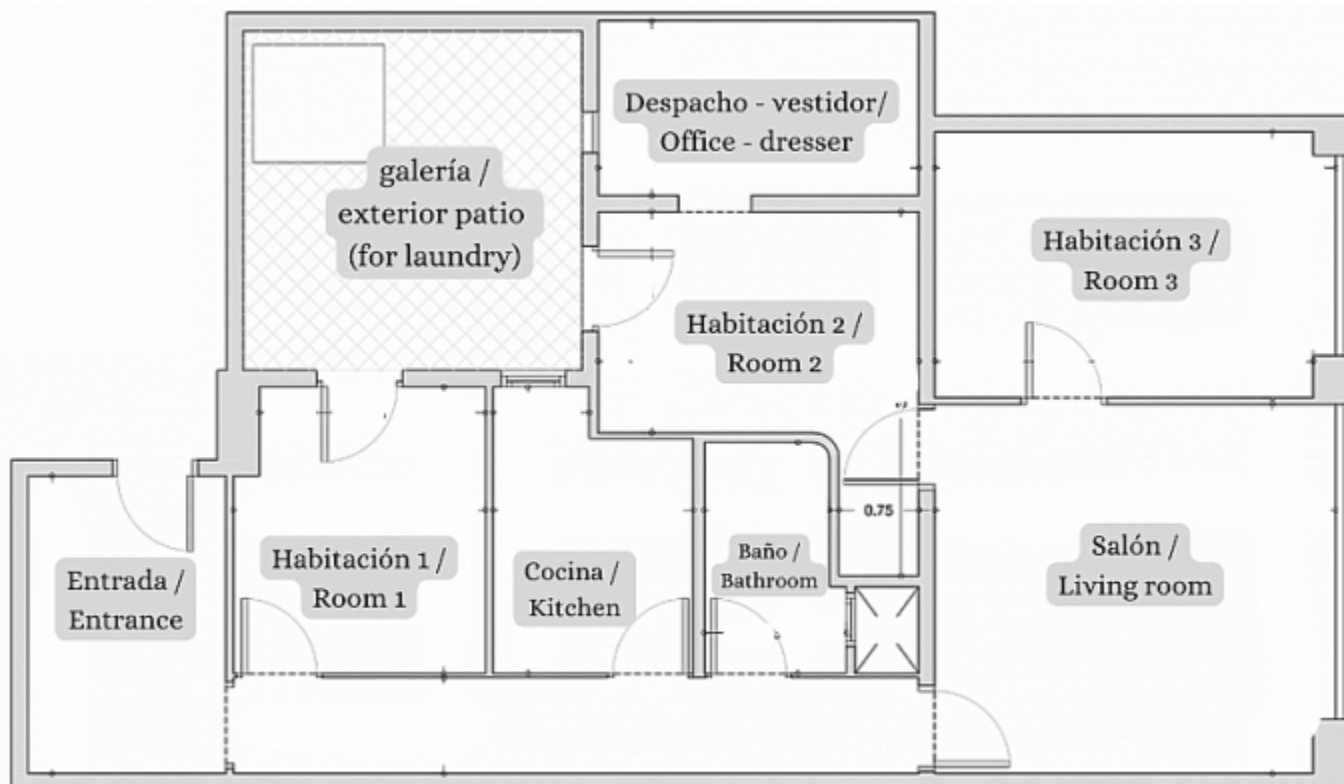 Despacho - vestidor/
Office - dresser
galería /
exterior patio
(for laundry)
Habitación 3 /
Room 3
Habitación 2 /
Room 2
0.75
Habitación 1 /
Room 1
Cocina /
Kitchen
Baño /
Bathroom
Salón /
Living room
Entrada /
Entrance